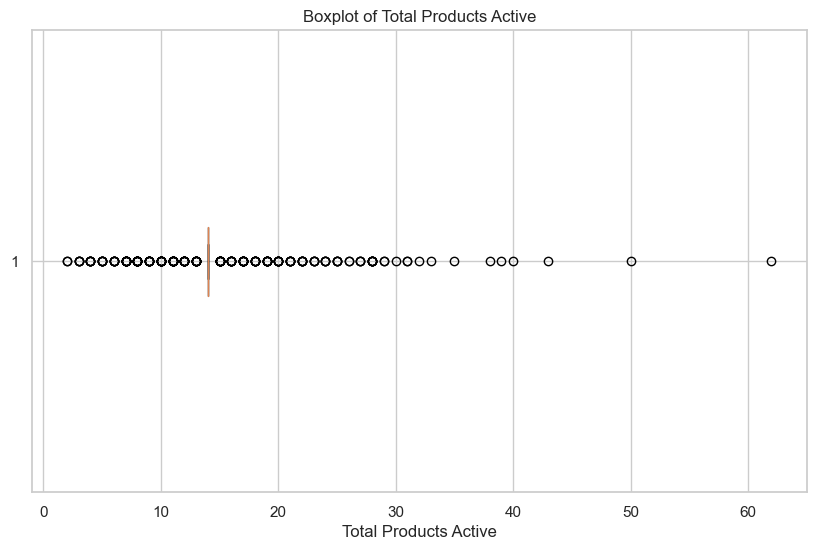 Boxplot of Total Products Active
1
0 10 20 30 40 50 60
Total Products Active